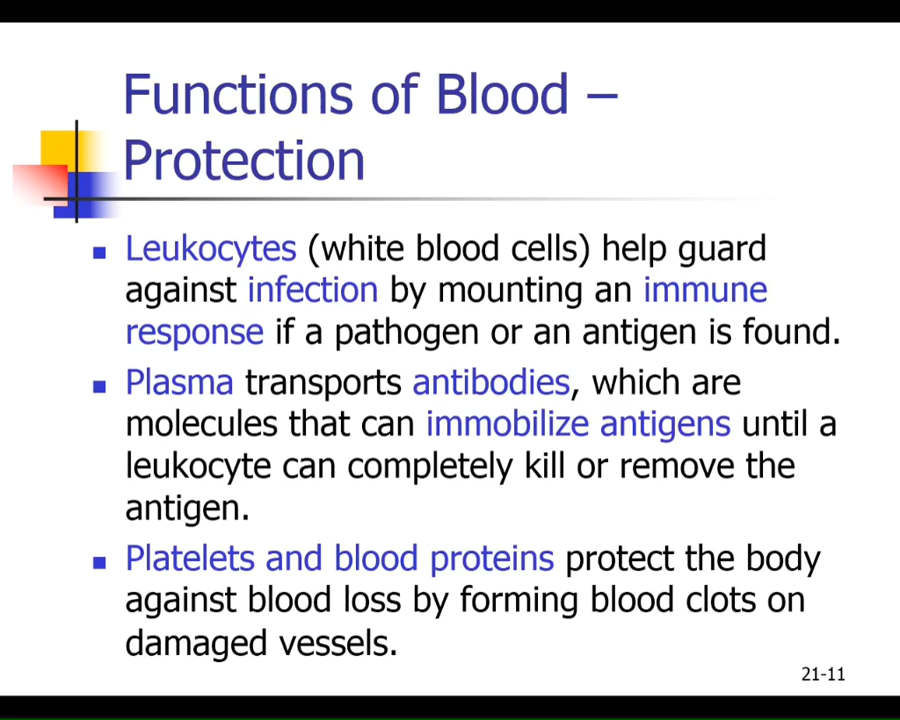 Functions of Blood –
Protection
Leukocytes (white blood cells) help guard
against infection by mounting an immune
response if a pathogen or an antigen is found.
Plasma transports antibodies, which are
molecules that can immobilize antigens until a
leukocyte can completely kill or remove the
antigen.
Platelets and blood proteins protect the body
against blood loss by forming blood clots on
damaged vessels.
21-11